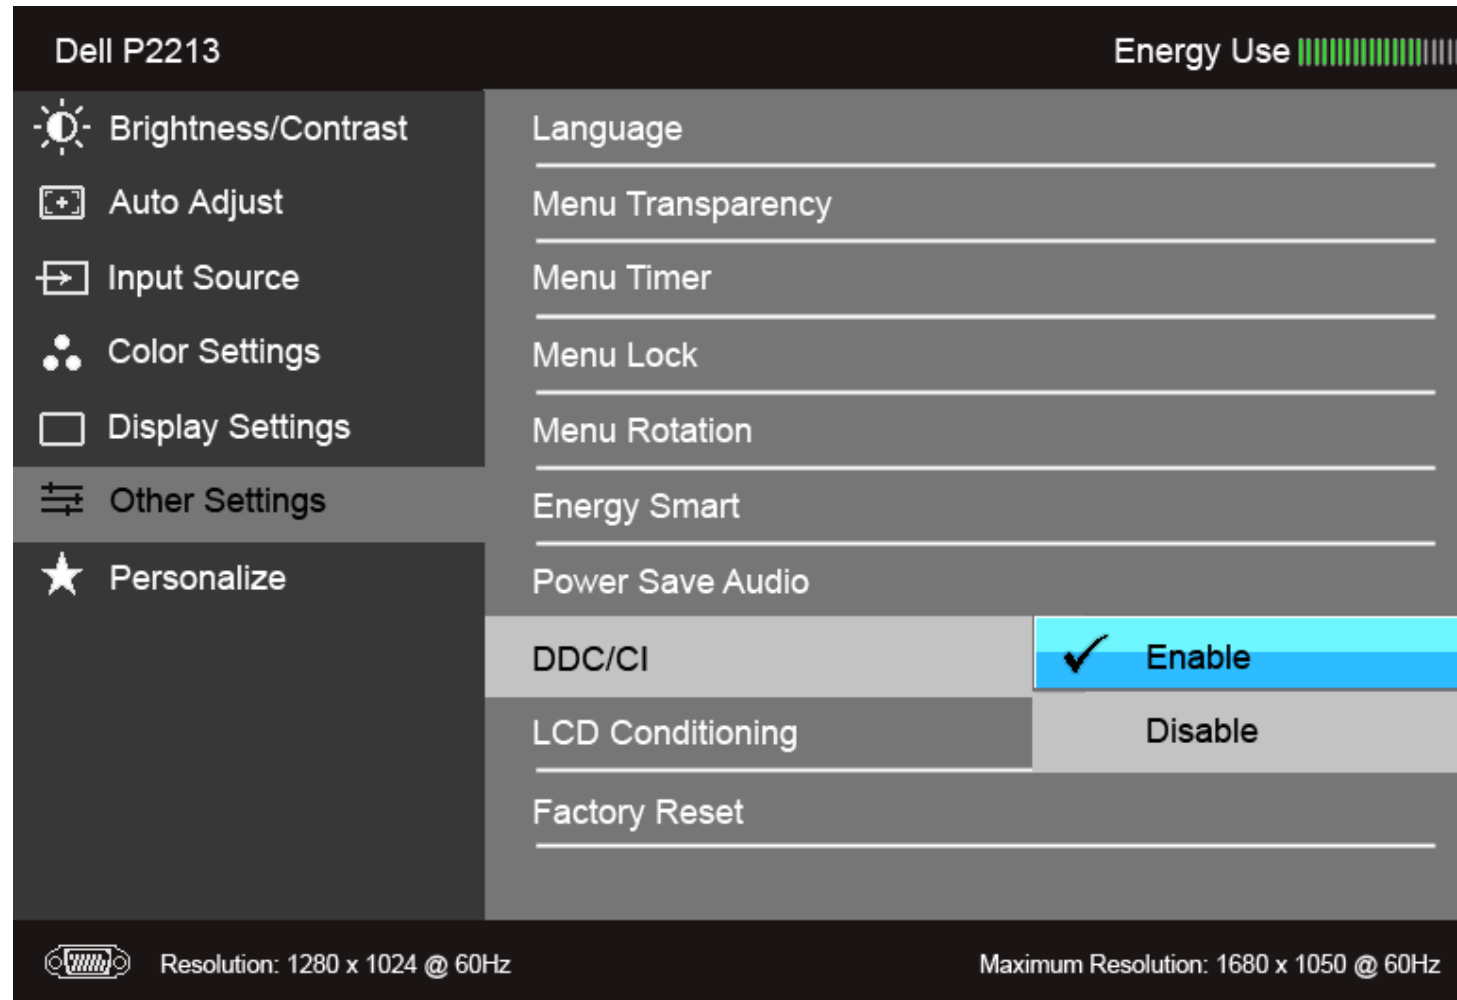 Dell P2213
Energy Use
Brightness/Contrast
Auto Adjust
Input Source
Color Settings
Display Settings
Other Settings
Personalize
Language
Menu Transparency
Menu Timer
Menu Lock
Menu Rotation
Energy Smart
Power Save Audio
DDC/CI
Enable
LCD Conditioning
Disable
Factory Reset
Resolution: 1280 x 1024 @ 60Hz
Maximum Resolution: 1680 x 1050 @ 60Hz